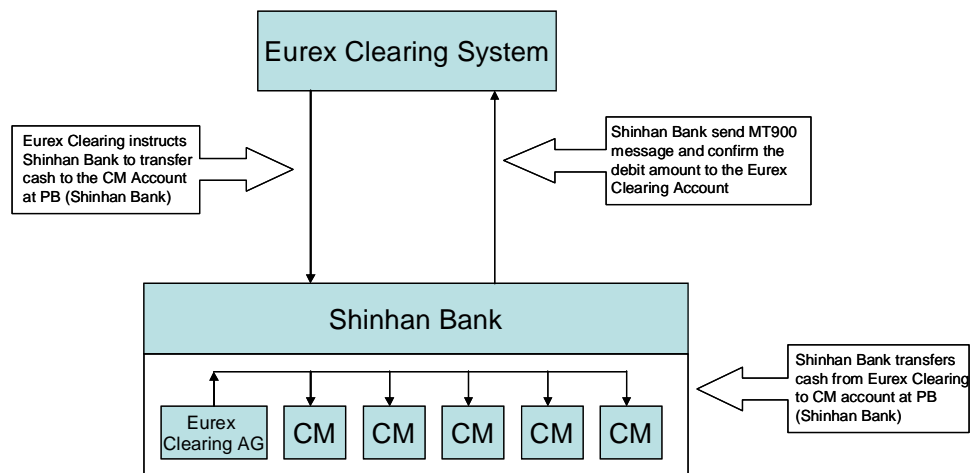 Eurex Clearing System
Eurex Clearing instructs
Shinhan Bank to transfer
cash to the CM Account
at PB (Shinhan Bank)
Shinhan Bank send MT900
message and confirm the
debit amount to the Eurex
Clearing Account
Shinhan Bank
Shinhan Bank transfers
cash from Eurex Clearing
to CM account at PB
(Shinhan Bank)
Eurex
Clearing AG
CM
CM
CM
CM
CM